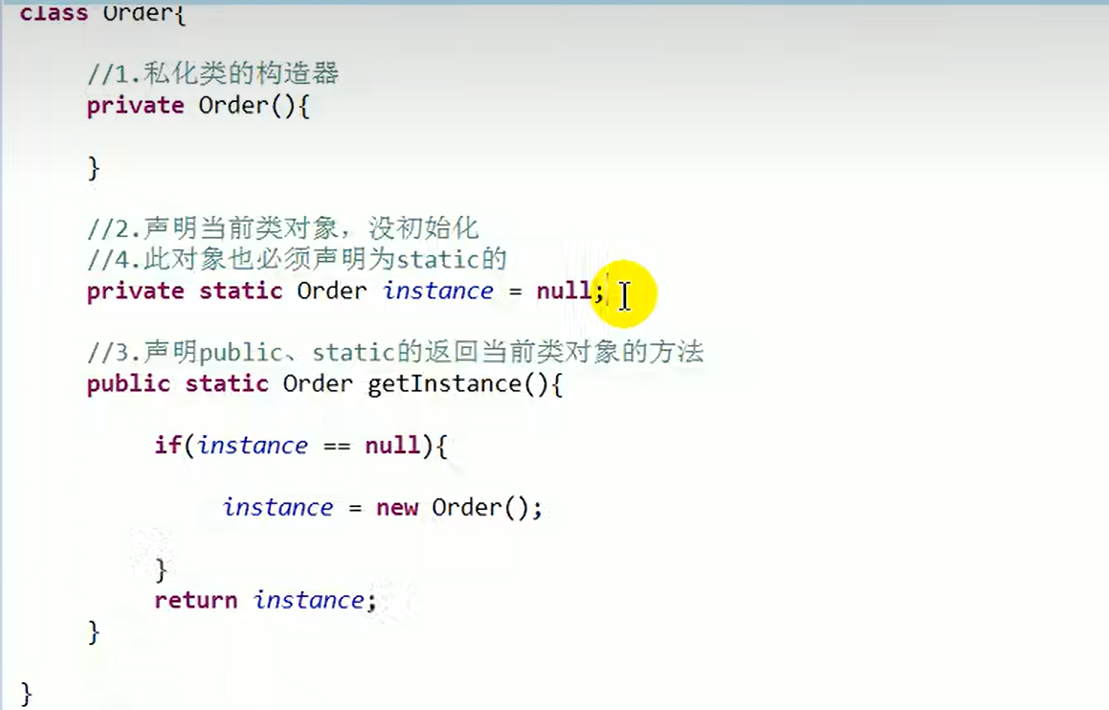 class Order{
//1.私化类的构造器
private Order(){
}
//2.声明当前类对象，没初始化
//4.此对象也必须声明为static的
private static Order instance = null;
//3.声明public、static的返回当前类对象的方法
public static Order getInstance(){
if(instance == null){
instance = new Order();
}
return instance;
}
}